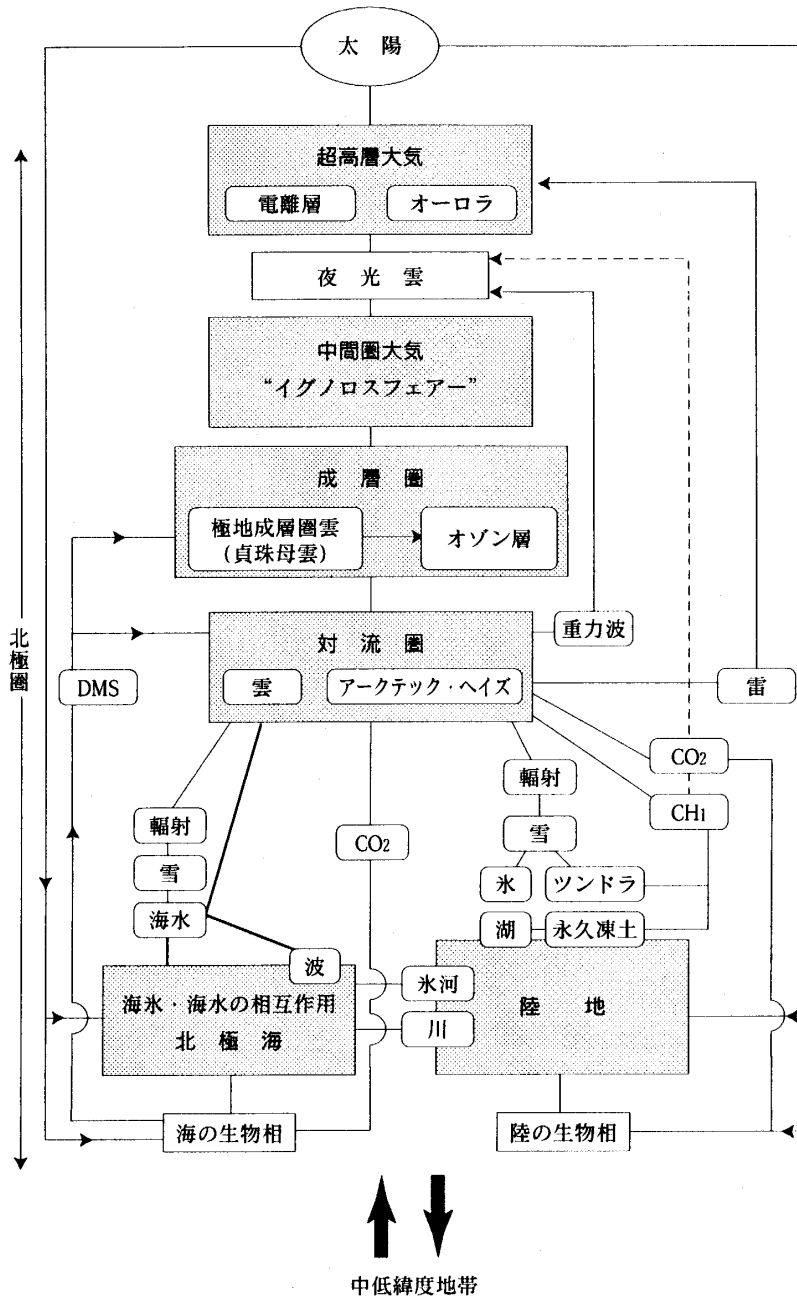 太 陽
超高層大気
電離層
オーロラ
夜 光 雲
中間圏大気
“イグノロスフェアー”
成 層 圏
極地成層圏雲
(貞珠母雲)
オゾン層
対 流 圏
重力波
雲
アークテック・ヘイズ
雷
DMS
北極圏
CO2
輻射
CH1
輻射
雪
CO2
雪
氷
ツンドラ
海水
湖
永久凍土
波
氷河
海氷・海水の相互作用
北 極 海
陸 地
川
海の生物相
陸の生物相
中低緯度地帯